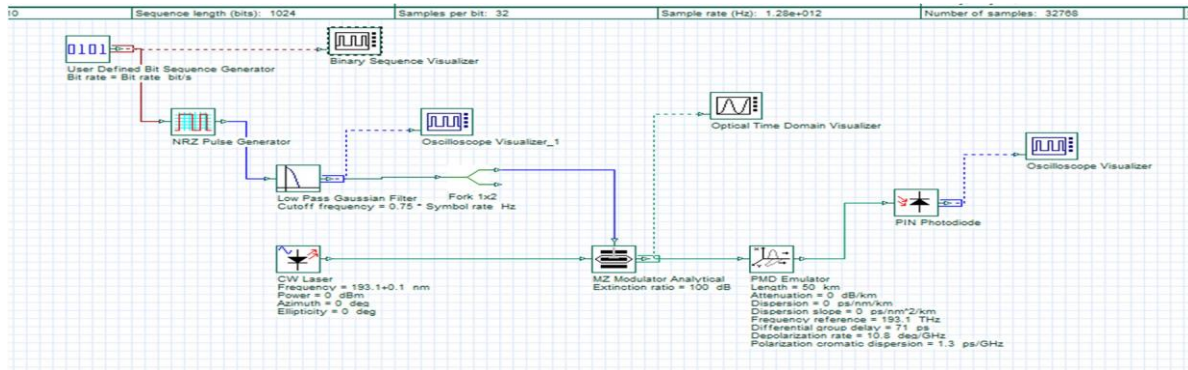 Sequence length (bits): 1024
Samples per bit: 32
Sample rate (Hz): 1.28e+012
Number of samples: 32768
0101
User Defined Bit Sequence Generator
Bit rate = Bit rate bit/s
Binary Sequence Visualizer
NRZ Pulse Generator
Oscilloscope Visualizer_1
Optical Time Domain Visualizer
Oscilloscope Visualizer
Low Pass Gaussian Filter
Cutoff frequency = 0.75 * Symbol rate Hz
Fork 1x2
PIN Photodiode
CW Laser
Frequency = 193.1+0.1 nm
Power = 0 dBm
Azimuth = 0 deg
Ellipticity = 0 deg
MZ Modulator Analytical
Extinction ratio = 100 dB
PMD Emulator
Length = 50 km
Attenuation = 0 dB/km
Dispersion = 0 ps/nm/km
Dispersion slope = 0 ps/nm^2/km
Frequency reference = 193.1 THz
Differential group delay = 71 ps
Depolarization rate = 10.8 deg/GHz
Polarization cromatic dispersion = 1.3 ps/GHz